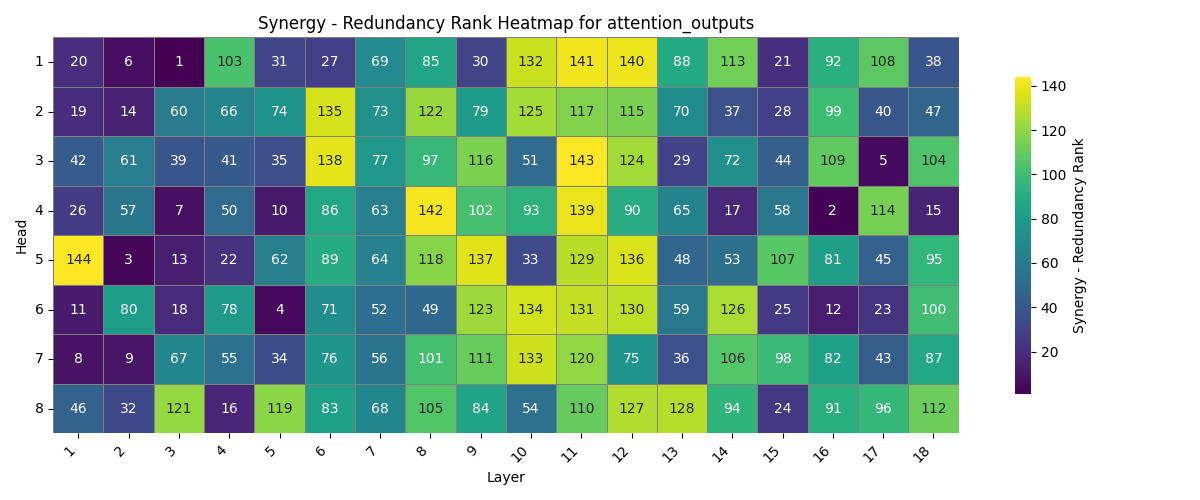 Synergy - Redundancy Rank Heatmap for attention_outputs
1 20 6 1 103 31 27 69 85 30 132 141 140 88 113 21 92 108 38
2 19 14 60 66 74 135 73 122 79 125 117 115 70 37 28 99 40 47
3 42 61 39 41 35 138 77 97 116 51 143 124 29 72 44 109 5 104
4 26 57 7 50 10 86 63 142 102 93 139 90 65 17 58 2 114 15
5 144 3 13 22 62 89 64 118 137 33 129 136 48 53 107 81 45 95
6 11 80 18 78 4 71 52 49 123 134 131 130 59 126 25 12 23 100
7 8 9 67 55 34 76 56 101 111 133 120 75 36 106 98 82 43 87
8 46 32 121 16 119 83 68 105 84 54 110 127 128 94 24 91 96 112
1 2 3 4 5 6 7 8 9 10 11 12 13 14 15 16 17 18
Layer
Head
140
120
100
80
60
40
20
Synergy - Redundancy Rank